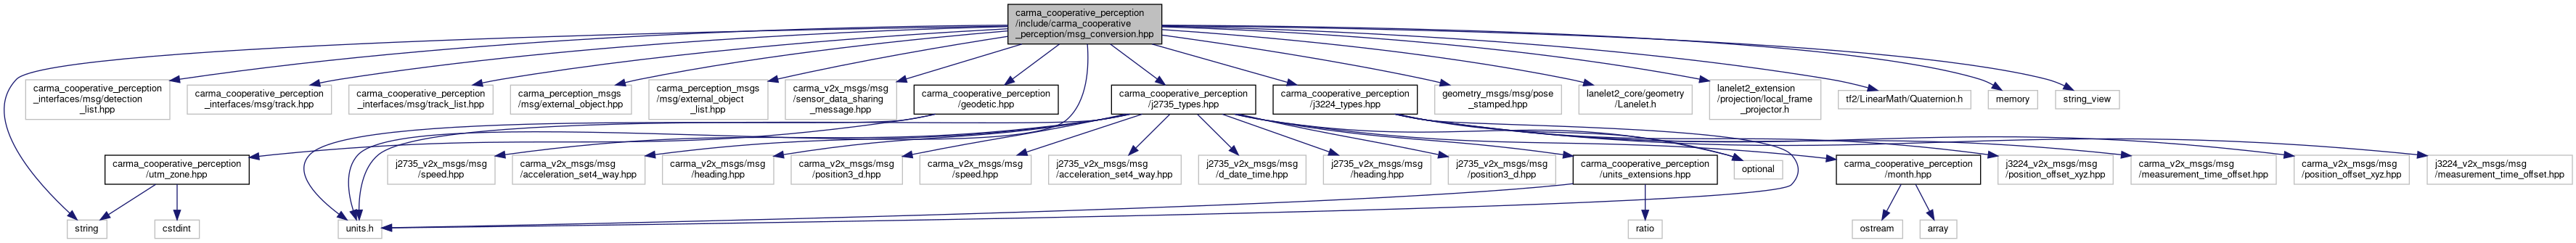 carma_cooperative_perception
/include/carma_cooperative
_perception/msg_conversion.hpp
carma_cooperative_perception
_interfaces/msg/detection
_list.hpp
carma_cooperative_perception
_interfaces/msg/track.hpp
carma_cooperative_perception
_interfaces/msg/track_list.hpp
carma_perception_msgs
/msg/external_object.hpp
carma_perception_msgs
/msg/external_object
_list.hpp
carma_v2x_msgs/msg
/sensor_data_sharing
_message.hpp
carma_cooperative_perception
/geodetic.hpp
carma_cooperative_perception
/j2735_types.hpp
carma_cooperative_perception
/j3224_types.hpp
geometry_msgs/msg/pose
_stamped.hpp
lanelet2_core/geometry
/Lanelet.h
lanelet2_extension
/projection/local_frame
_projector.h
tf2/LinearMath/Quaternion.h
memory
string_view
carma_cooperative_perception
/utm_zone.hpp
j2735_v2x_msgs/msg
/speed.hpp
carma_v2x_msgs/msg
/acceleration_set4_way.hpp
carma_v2x_msgs/msg
/heading.hpp
carma_v2x_msgs/msg
/position3_d.hpp
carma_v2x_msgs/msg
/speed.hpp
j2735_v2x_msgs/msg
/acceleration_set4_way.hpp
j2735_v2x_msgs/msg
/d_date_time.hpp
j2735_v2x_msgs/msg
/heading.hpp
j2735_v2x_msgs/msg
/position3_d.hpp
carma_cooperative_perception
/units_extensions.hpp
optional
carma_cooperative_perception
/month.hpp
j3224_v2x_msgs/msg
/position_offset_xyz.hpp
carma_v2x_msgs/msg
/measurement_time_offset.hpp
carma_v2x_msgs/msg
/position_offset_xyz.hpp
j3224_v2x_msgs/msg
/measurement_time_offset.hpp
string
cstdint
units.h
ratio
ostream
array